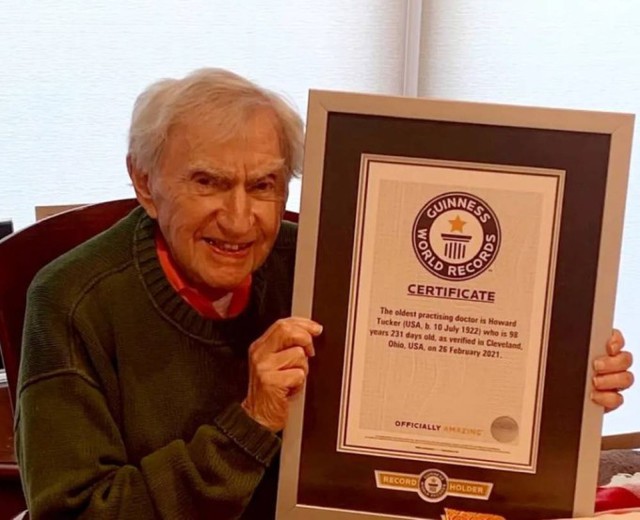 GUINNESS
WORLD RECORDS
CERTIFICATE
The oldest practising doctor is Howard
Tucker (USA, b. 10 July 1922) who is 98
years 231 days old, as verified in Cleveland,
Ohio, USA, on 26 February 2021.
OFFICIALLY AMAZING
RECORD HOLDER